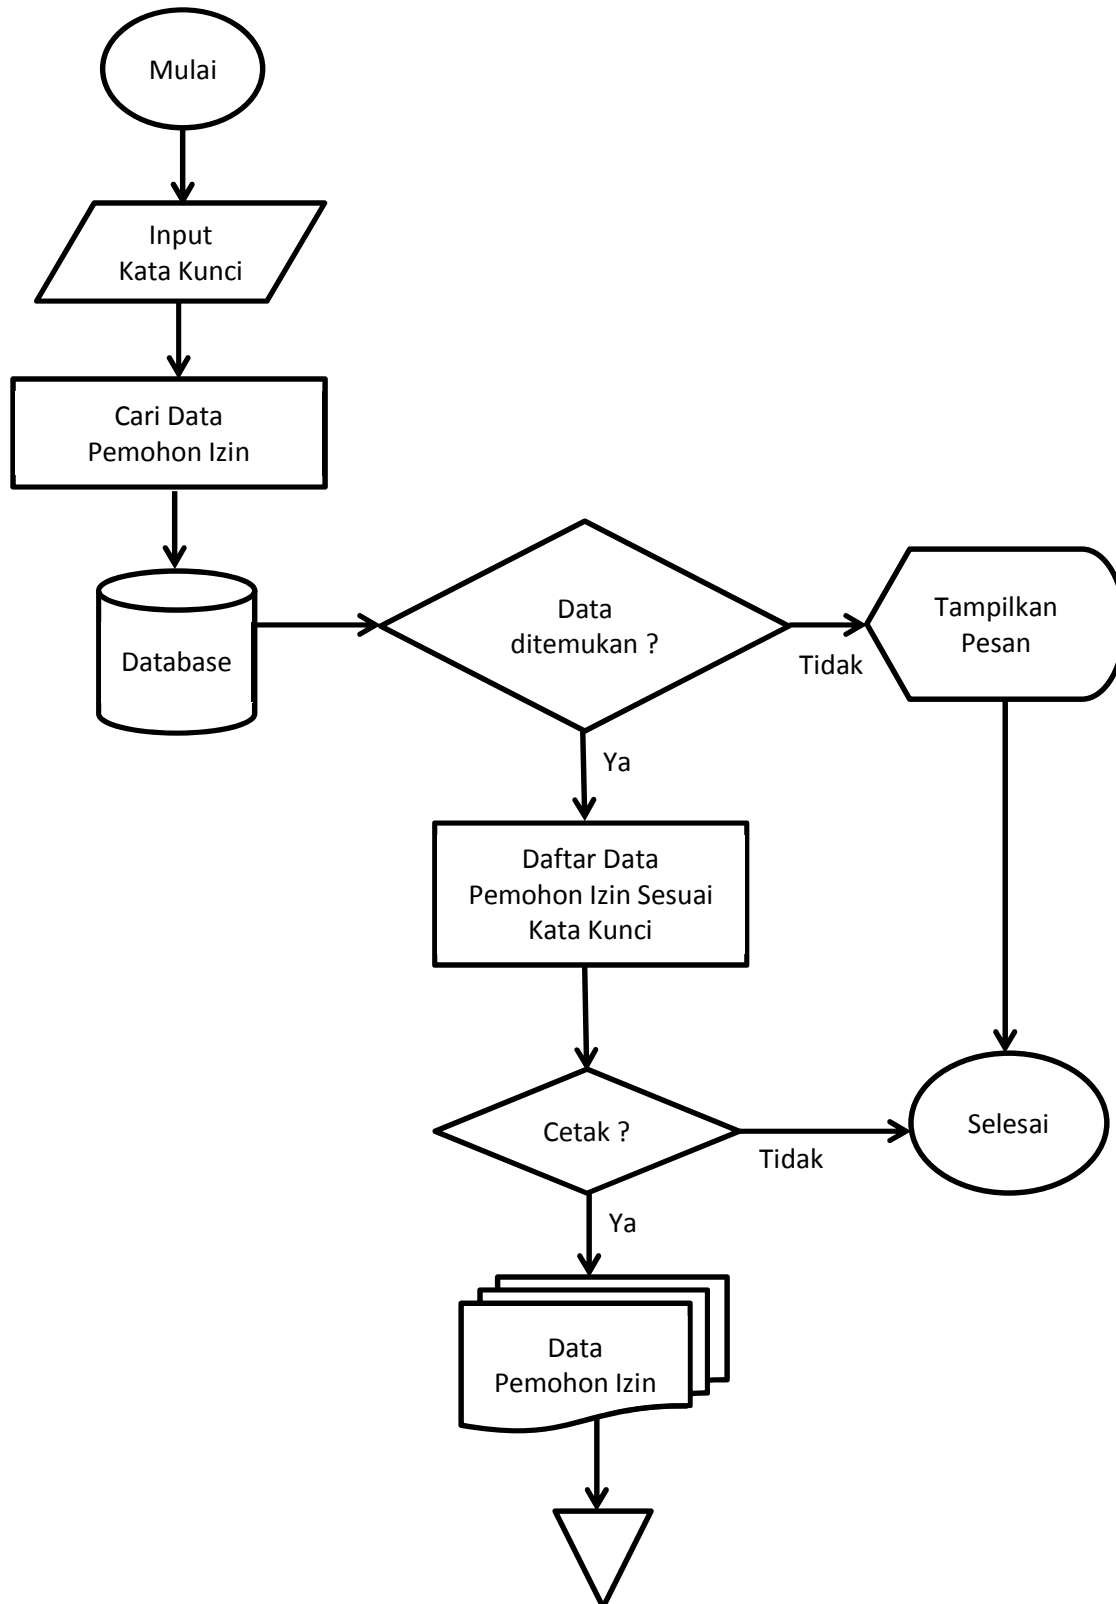 Mulai
Input
Kata Kunci
Cari Data
Pemohon Izin
Database
Data
ditemukan ?
Tidak
Tampilkan
Pesan
Ya
Daftar Data
Pemohon Izin Sesuai
Kata Kunci
Cetak ?
Tidak
Selesai
Ya
Data
Pemohon Izin